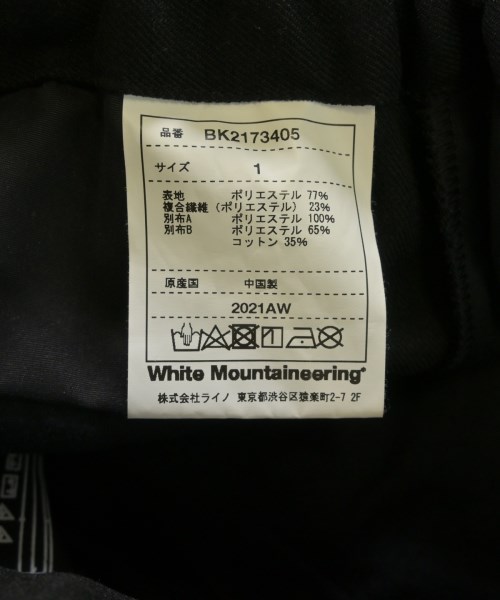 品番 BK2173405
サイズ 1
表地 ポリエステル 77%
複合繊維(ポリエステル) 23%
別布A ポリエステル 100%
別布B ポリエステル 65%
コットン 35%
原産国 中国製
2021AW
White Mountaineering®
株式会社ライノ 東京都渋谷区猿楽町2-7 2F